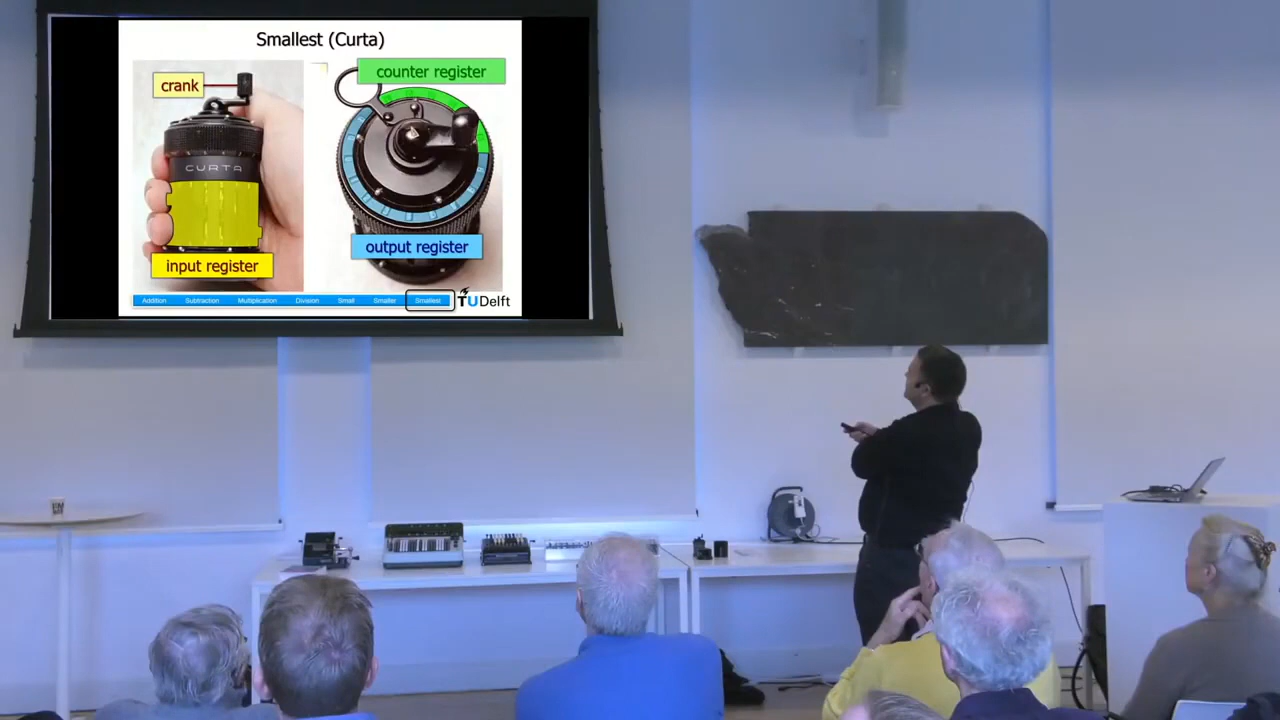 Smallest (Curta)
crank
counter register
CURTA
output register
input register
Addition Subtraction Multiplication Division Small Smaller Smallest
TU Delft